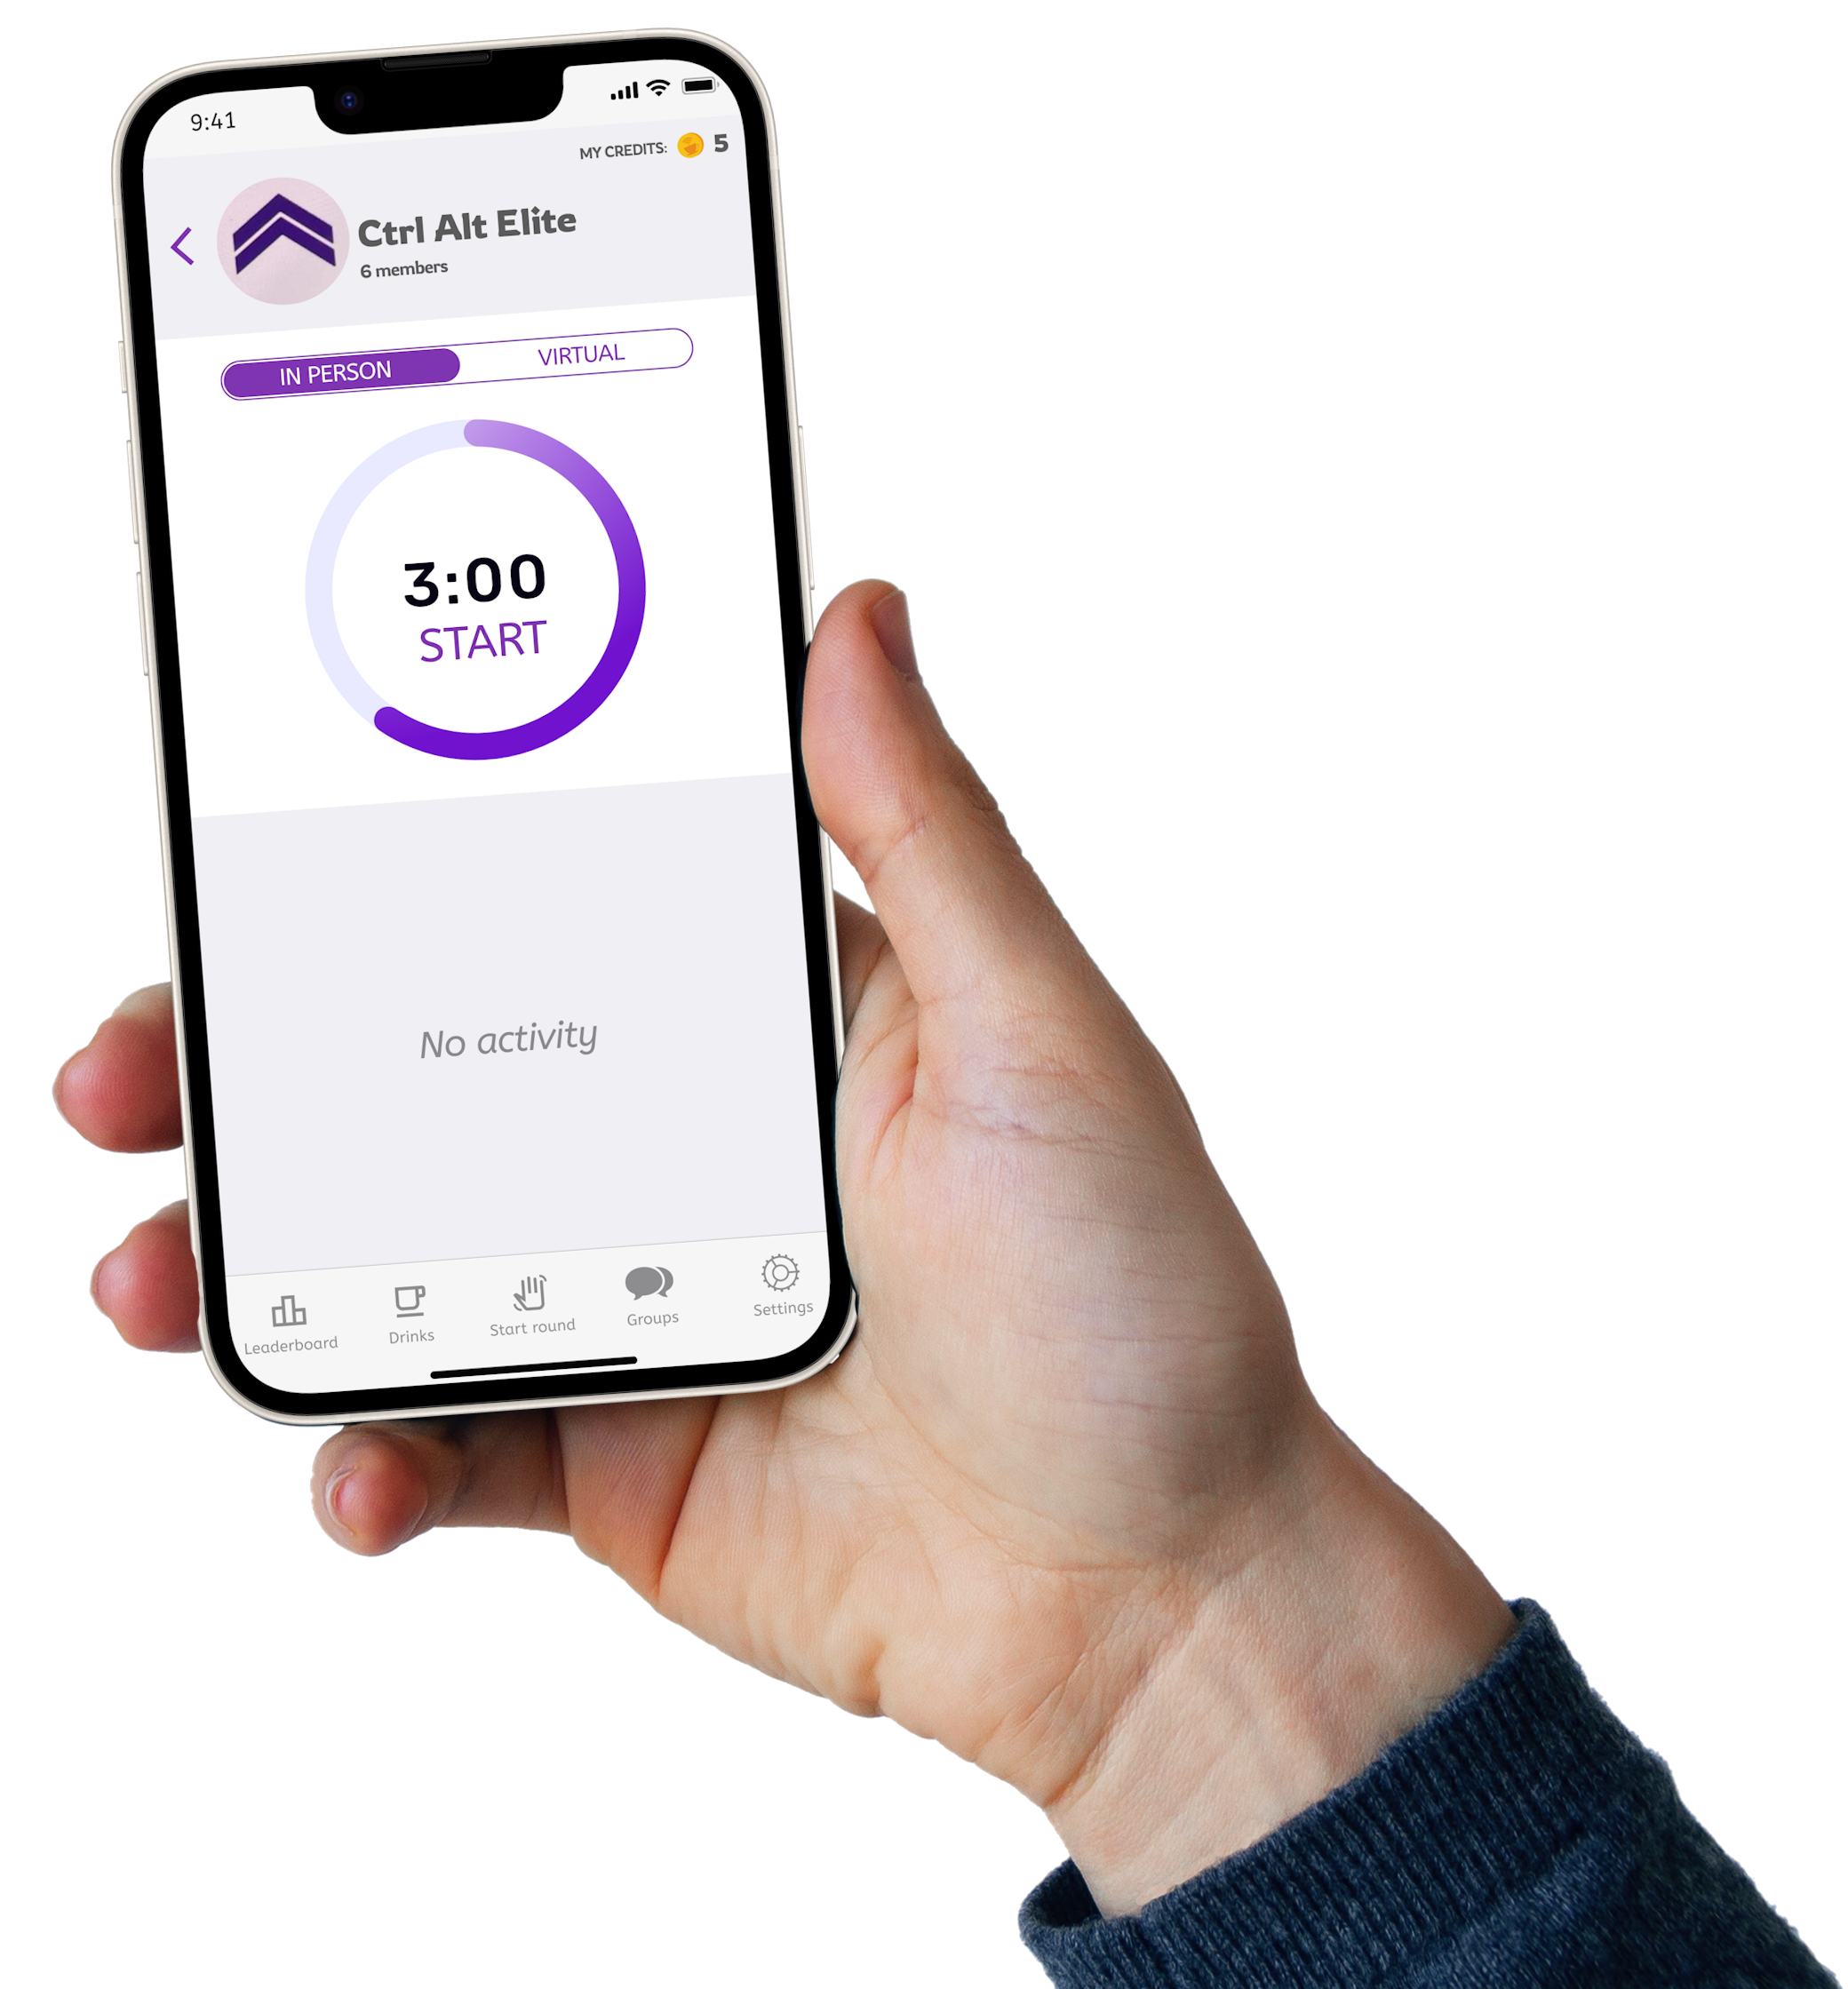 9:41
MY CREDITS: 5
Ctrl Alt Elite
6 members
IN PERSON VIRTUAL
3:00
START
No activity
Leaderboard Drinks Start round Groups Settings